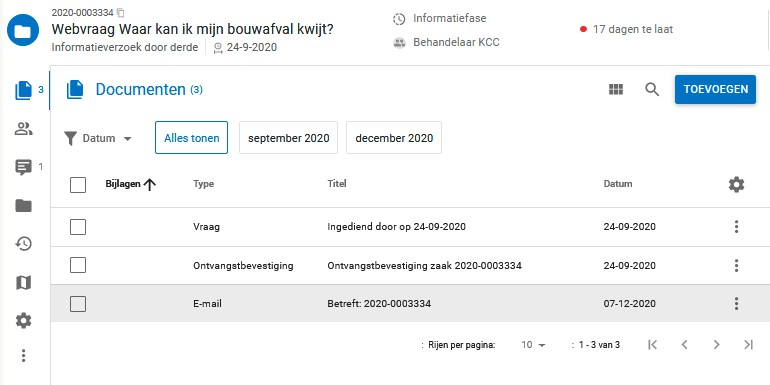 2020-0003334
Webvraag Waar kan ik mijn bouwafval kwijt?
Informatieverzoek door derde 24-9-2020
Informatiefase
Behandelaar KCC
17 dagen te laat
3
1
Documenten (3)
TOEVOEGEN
Datum Alles tonen september 2020 december 2020
Bijlagen Type Titel Datum
Vraag Ingediend door op 24-09-2020 24-09-2020
Ontvangstbevestiging Ontvangstbevestiging zaak 2020-0003334 24-09-2020
E-mail Betreft: 2020-0003334 07-12-2020
: Rijen per pagina: 10 : 1 - 3 van 3